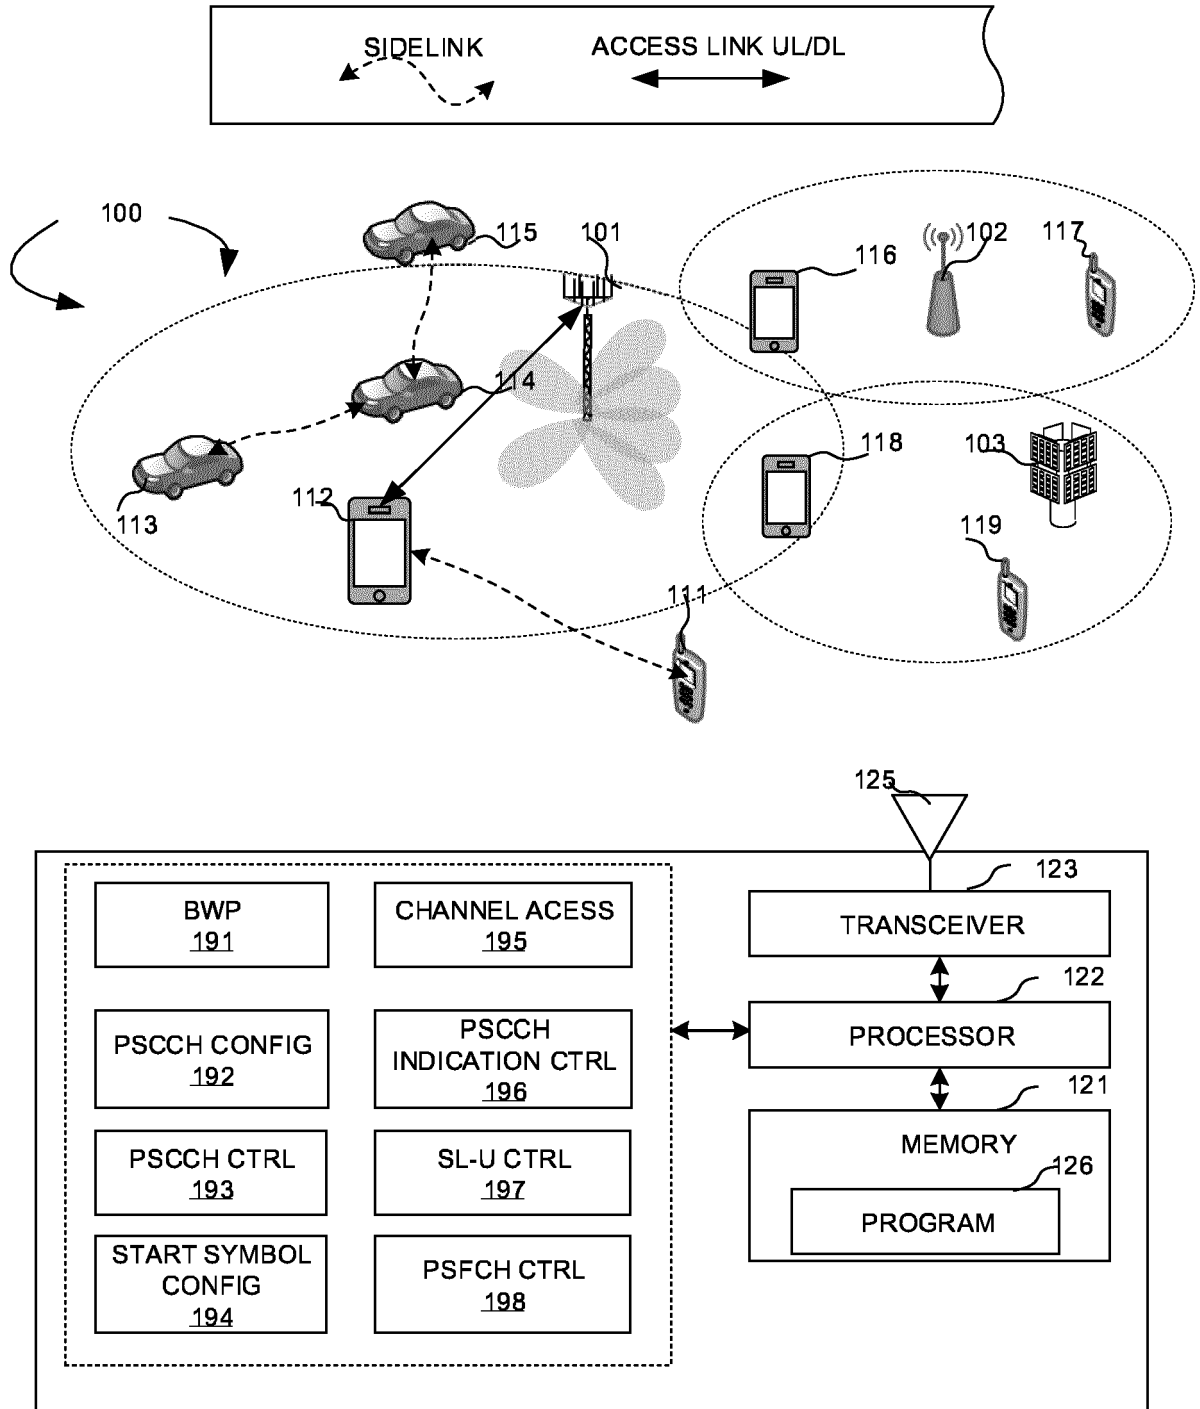 SIDELINK
ACCESS LINK UL/DL
100
115
101
116
102
117
114
118
103
112
113
119
111
125
123
BWP
191
CHANNEL ACESS
195
TRANSCEIVER
122
PSCCH CONFIG
192
PSCCH
INDICATION CTRL
196
PROCESSOR
121
PSCCH CTRL
193
SL-U CTRL
197
MEMORY
126
PROGRAM
START SYMBOL
CONFIG
194
PSFCH CTRL
198